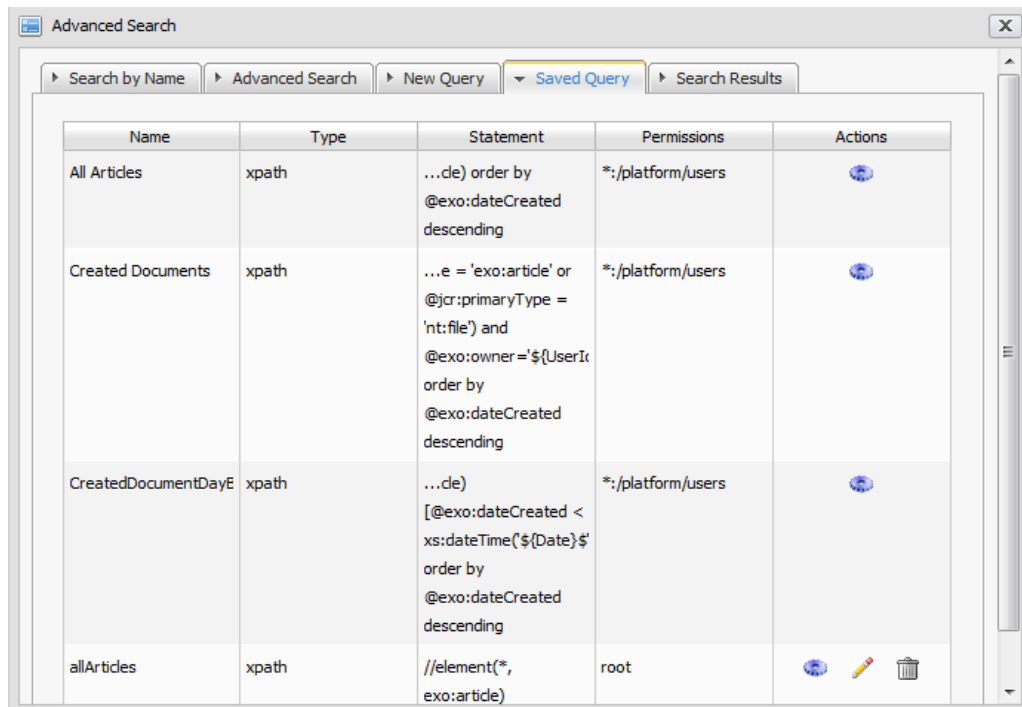 Advanced Search
Search by Name
Advanced Search
New Query
Saved Query
Search Results
Name
Type
Statement
Permissions
Actions
All Articles
xpath
...cle) order by
@exo:dateCreated
descending
*:/platform/users
Created Documents
xpath
...e = 'exo:article' or
@jcr:primaryType =
'nt:file') and
@exo:owner='${UserId
order by
@exo:dateCreated
descending
*:/platform/users
CreatedDocumentDayB
xpath
...cle)
[@exo:dateCreated <
xs:dateTime('${Date}$'
order by
@exo:dateCreated
descending
*:/platform/users
allArticles
xpath
//element(*,
exo:article)
root